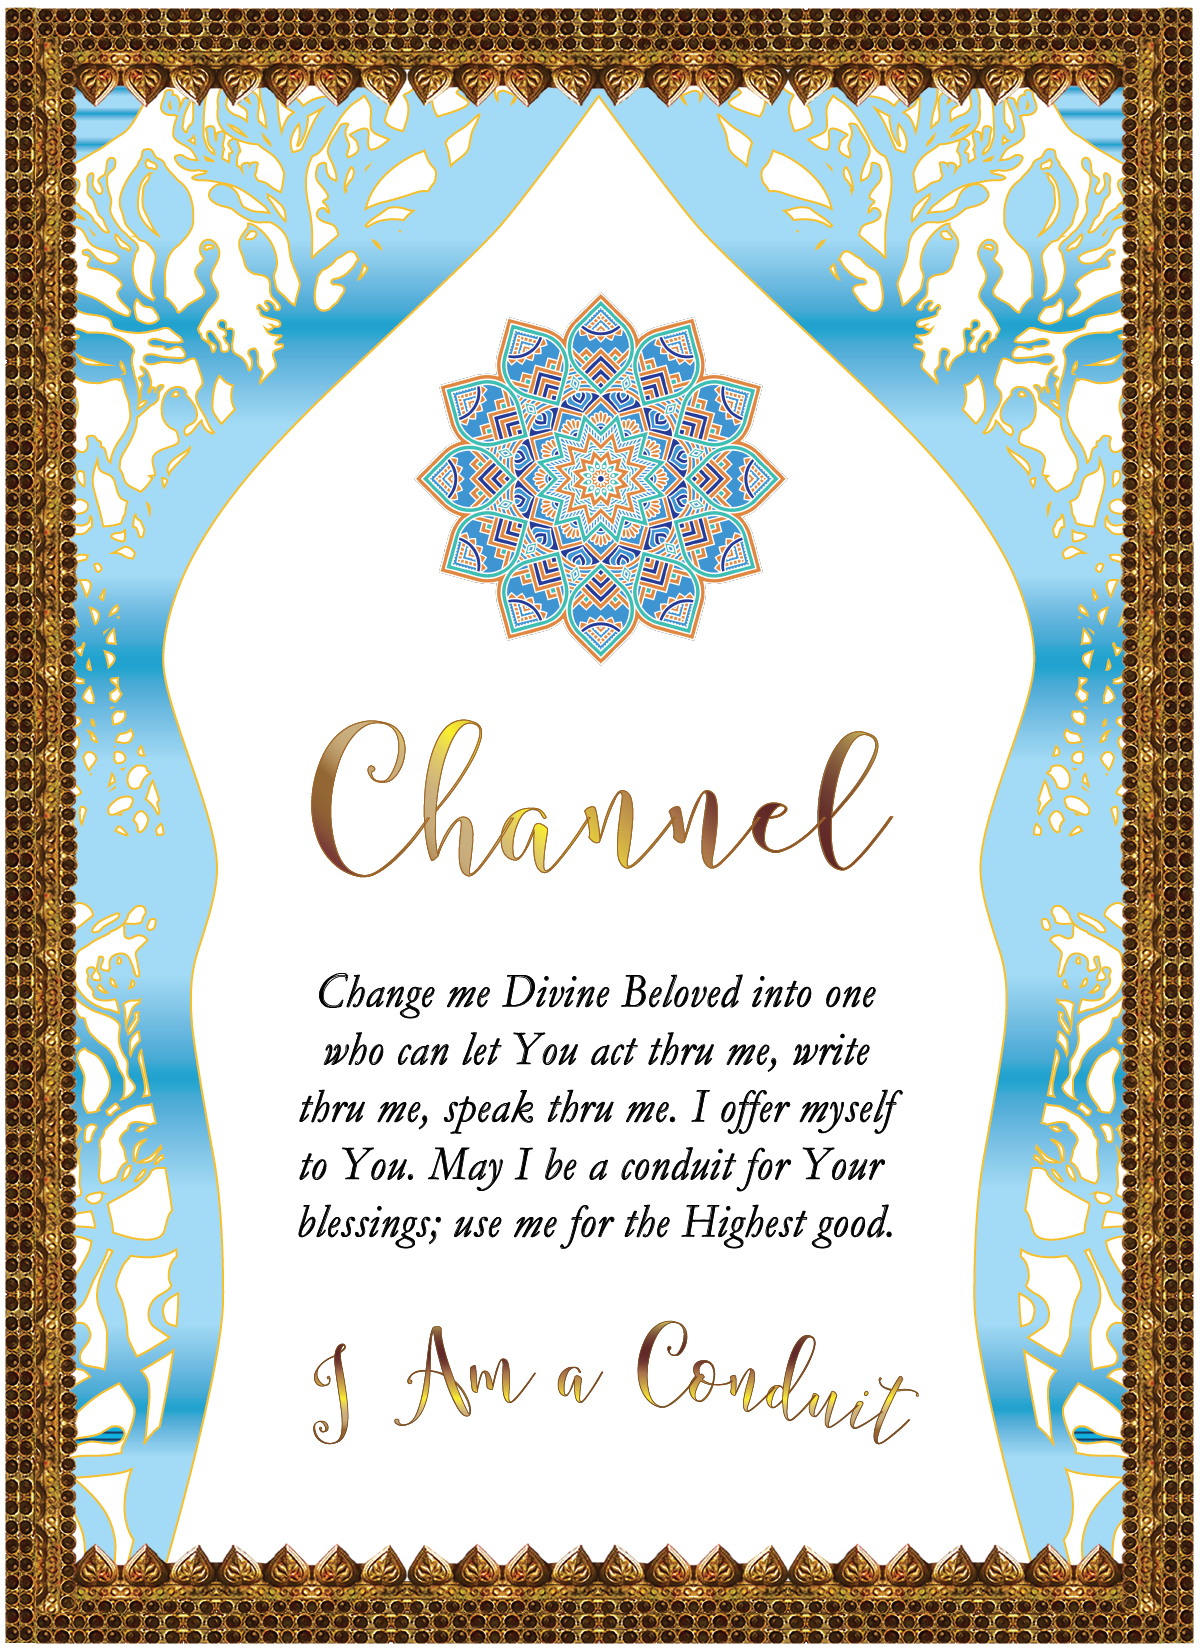 Channel
Change me Divine Beloved into one
who can let You act thru me, write
thru me, speak thru me. I offer myself
to You. May I be a conduit for Your
blessings; use me for the Highest good.
I Am a Conduit